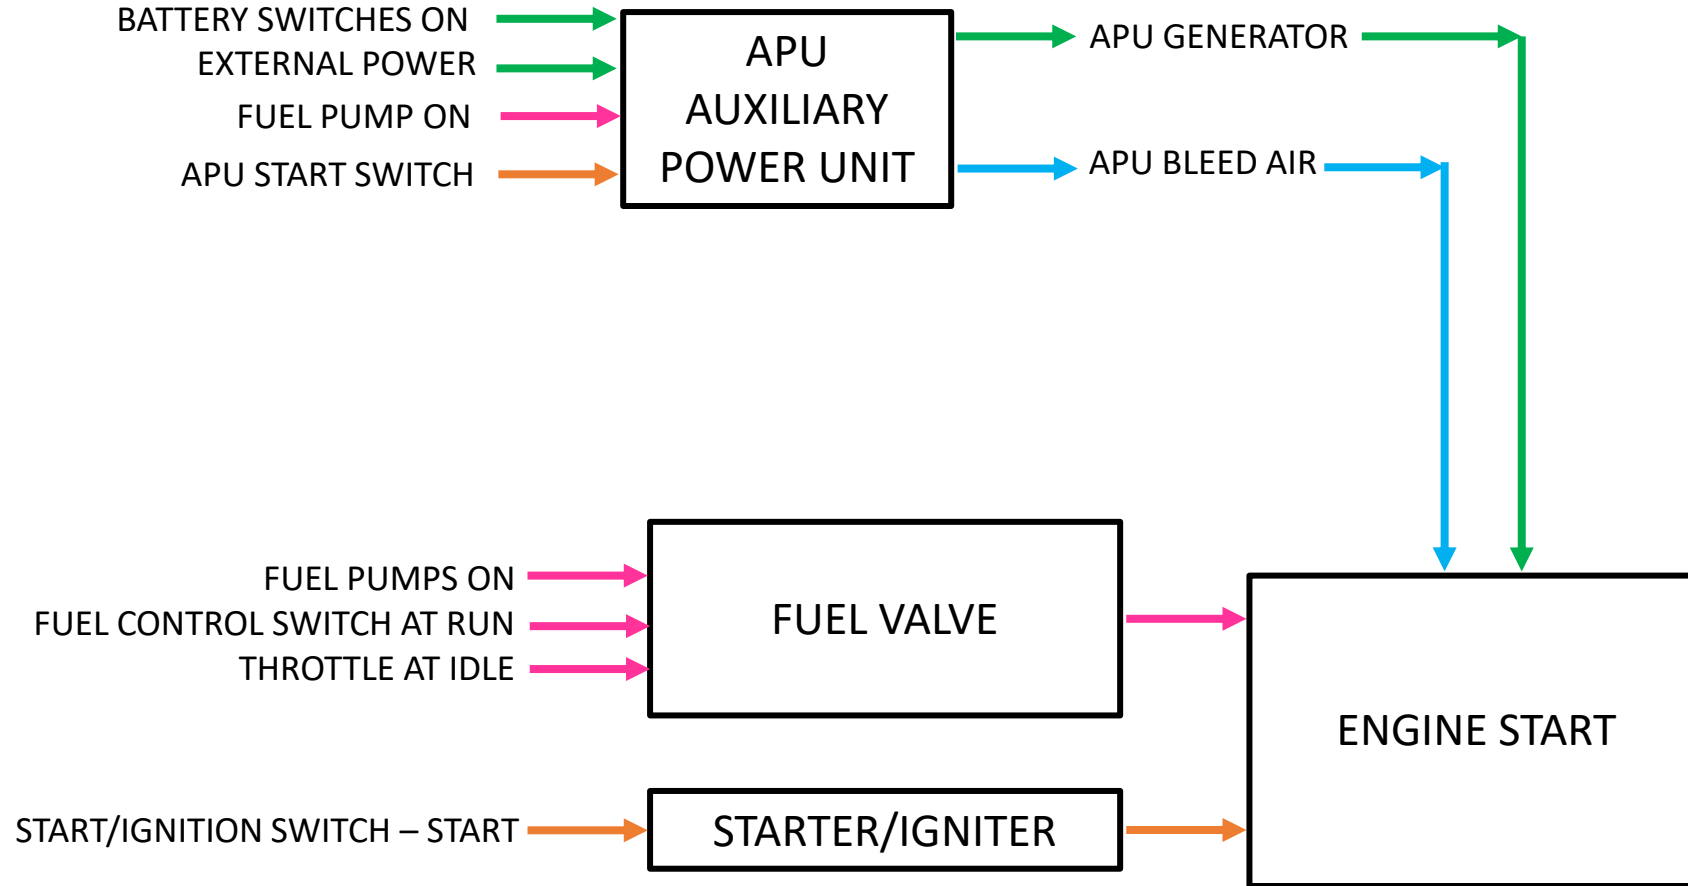 BATTERY SWITCHES ON
EXTERNAL POWER
FUEL PUMP ON
APU START SWITCH
APU
AUXILIARY
POWER UNIT
APU GENERATOR
APU BLEED AIR
FUEL PUMPS ON
FUEL CONTROL SWITCH AT RUN
THROTTLE AT IDLE
FUEL VALVE
START/IGNITION SWITCH – START
STARTER/IGNITER
ENGINE START